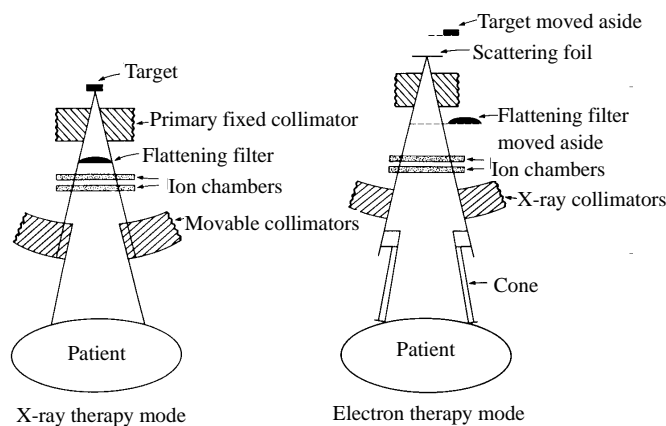 Target
Primary fixed collimator
Flattening filter
Ion chambers
Movable collimators
Patient
X-ray therapy mode
Target moved aside
Scattering foil
Flattening filter
moved aside
Ion chambers
X-ray collimators
Cone
Patient
Electron therapy mode